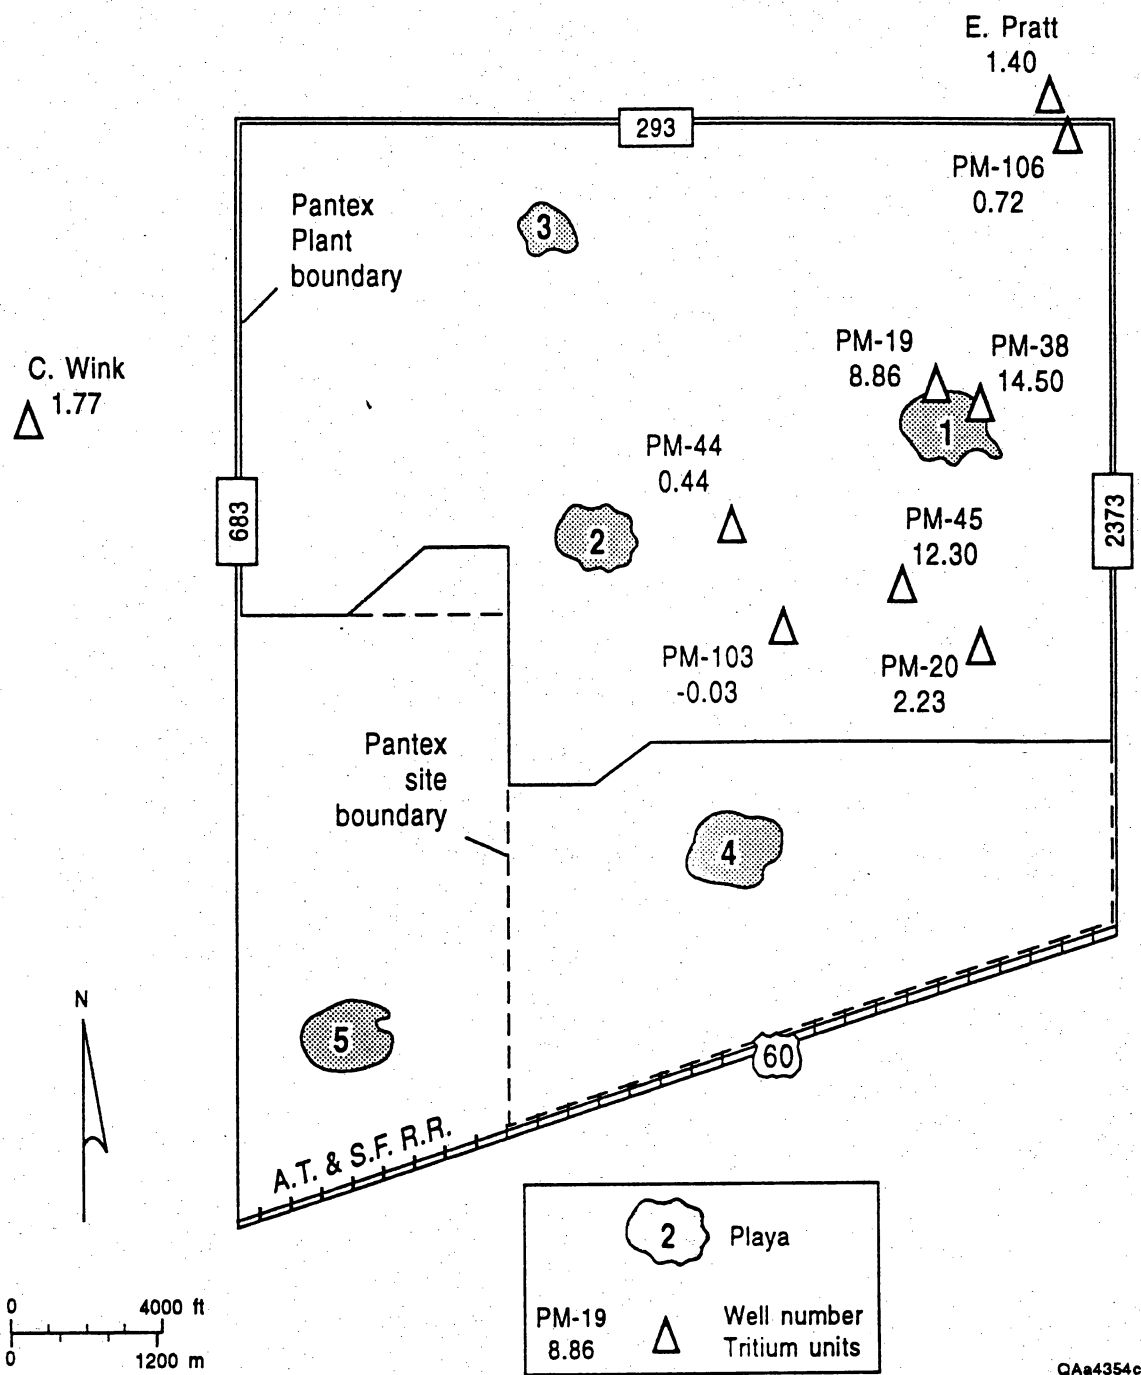 E. Pratt
1.40
293
PM-106
0.72
Pantex
Plant
boundary
3
C. Wink
1.77
PM-19
8.86
PM-38
14.50
1
PM-44
0.44
683
2
PM-45
12.30
2373
PM-103
-0.03
PM-20
2.23
Pantex
site
boundary
4
N
5
60
A.T. & S.F. R.R.
2
Playa
PM-19
8.86
Well number
Tritium units
0
4000 ft
0
1200 m
QAa4354c